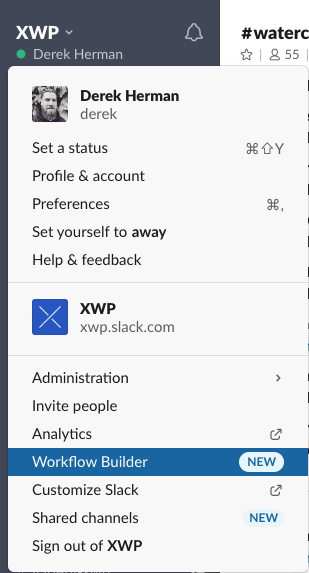 XWP
Derek Herman
#waterc
55
Derek Herman
derek
Set a status ⌘⇧Y
Profile & account
Preferences ⌘,
Set yourself to away
Help & feedback
XWP
xwp.slack.com
Administration
Invite people
Analytics
Workflow Builder NEW
Customize Slack
Shared channels NEW
Sign out of XWP